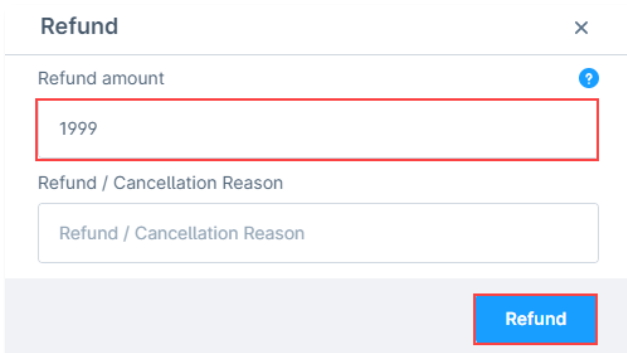 Refund ×
Refund amount ?
1999
Refund / Cancellation Reason
Refund / Cancellation Reason
Refund